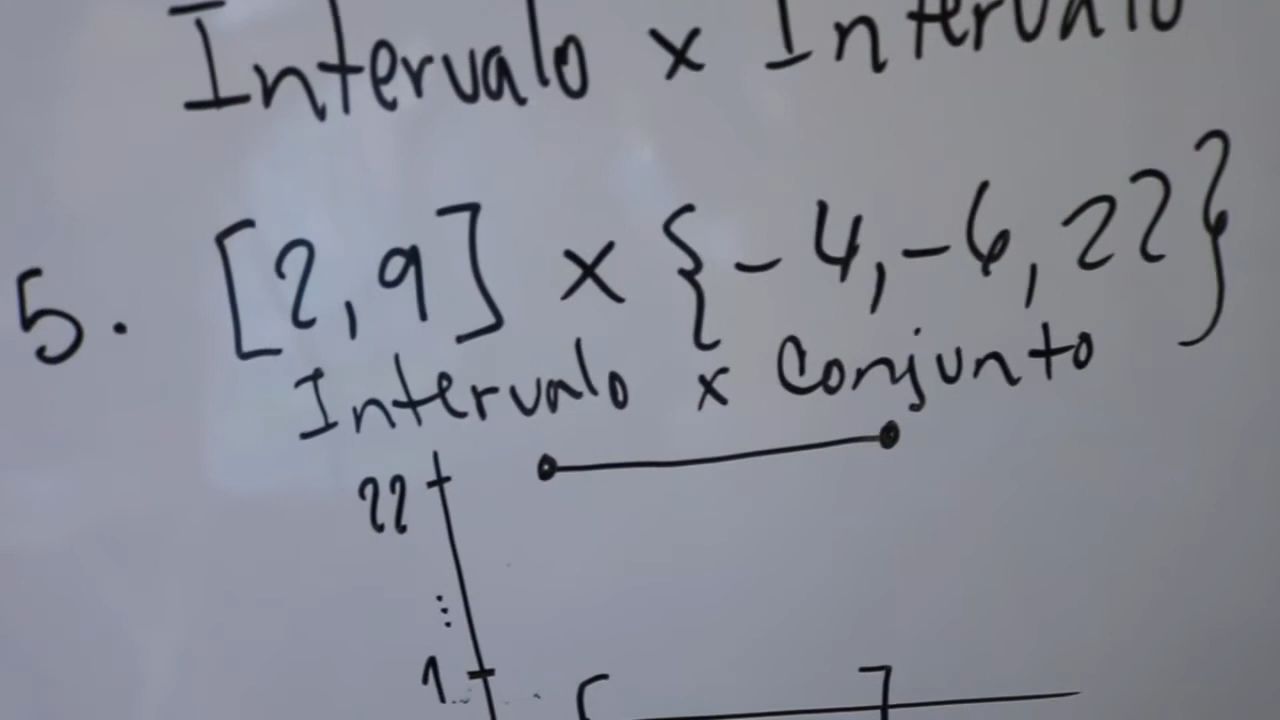 Intervalo x Intervalo
5. [2,9] x {-4,-6,22}
Intervalo x Conjunto
22
1
[ ]